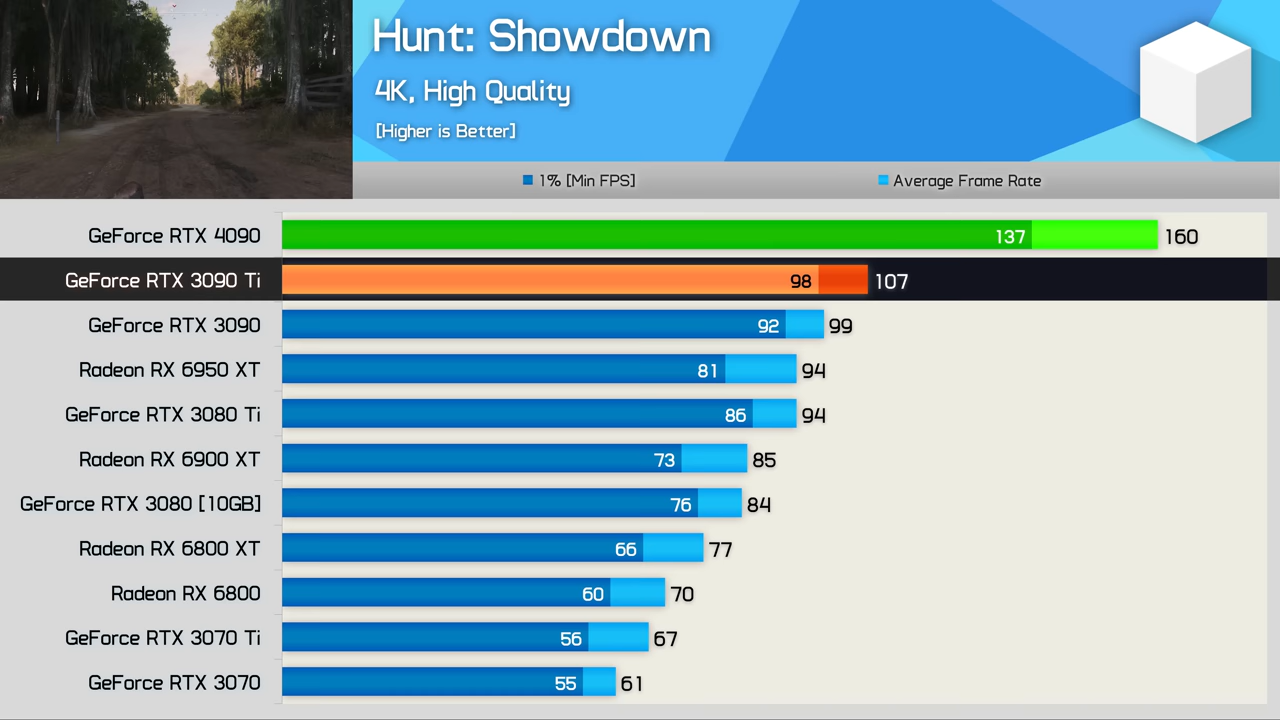 Hunt: Showdown
4K, High Quality
[Higher is Better]
1% [Min FPS] Average Frame Rate
GeForce RTX 4090 137 160
GeForce RTX 3090 Ti 98 107
GeForce RTX 3090 92 99
Radeon RX 6950 XT 81 94
GeForce RTX 3080 Ti 86 94
Radeon RX 6900 XT 73 85
GeForce RTX 3080 [10GB] 76 84
Radeon RX 6800 XT 66 77
Radeon RX 6800 60 70
GeForce RTX 3070 Ti 56 67
GeForce RTX 3070 55 61